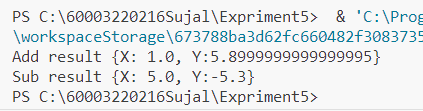 PS C:\60003220216Sujal\Expriment5>  & 'C:\Prog
\workspaceStorage\673788ba3d62fc660482f3083735
Add result {X: 1.0, Y:5.8999999999999995}
Sub result {X: 5.0, Y:-5.3}
PS C:\60003220216Sujal\Expriment5>